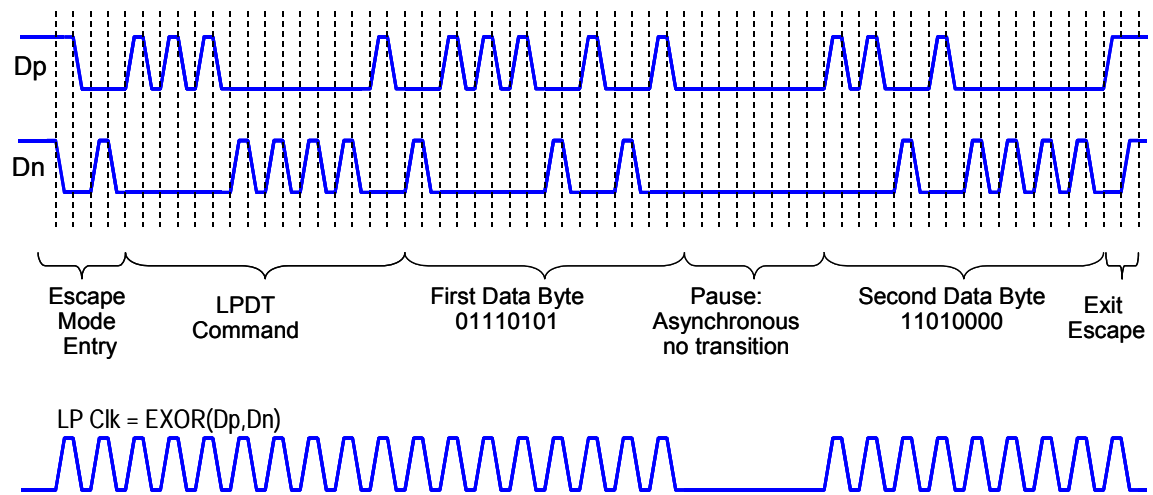 Dp
Dn
Escape
Mode
Entry
LPDT
Command
First Data Byte
01110101
Pause:
Asynchronous
no transition
Second Data Byte
11010000
Exit
Escape
LP Clk = EXOR(Dp,Dn)